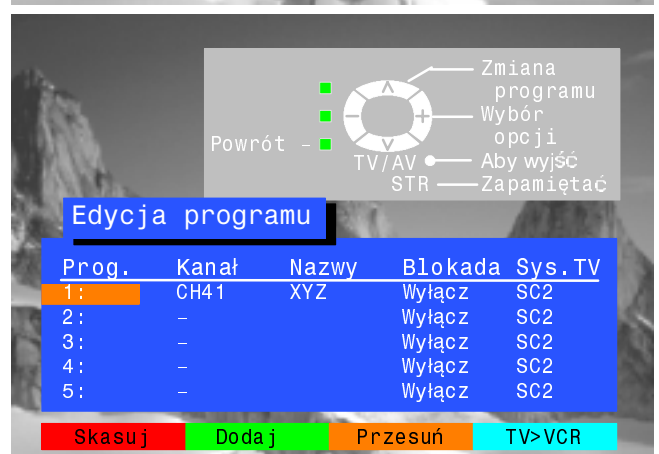 Zmiana
programu
Wybór
opcji
Powrót –
TV/AV Aby wyjść
STR Zapamiętać
Edycja programu
Prog. Kanał Nazwy Blokada Sys.TV
1: CH41 XYZ Wyłącz SC2
2: – Wyłącz SC2
3: – Wyłącz SC2
4: – Wyłącz SC2
5: – Wyłącz SC2
Skasuj Dodaj Przesuń TV>VCR